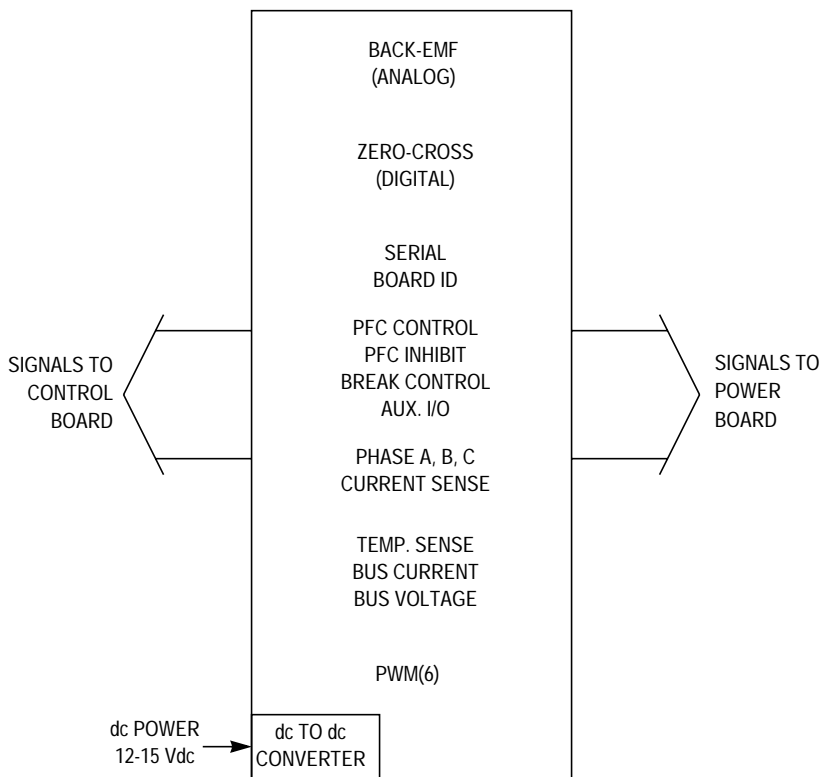 BACK-EMF
(ANALOG)
ZERO-CROSS
(DIGITAL)
SERIAL
BOARD ID
PFC CONTROL
PFC INHIBIT
BREAK CONTROL
AUX. I/O
PHASE A, B, C
CURRENT SENSE
TEMP. SENSE
BUS CURRENT
BUS VOLTAGE
PWM(6)
SIGNALS TO
CONTROL
BOARD
SIGNALS TO
POWER
BOARD
dc POWER
12-15 Vdc
dc TO dc
CONVERTER